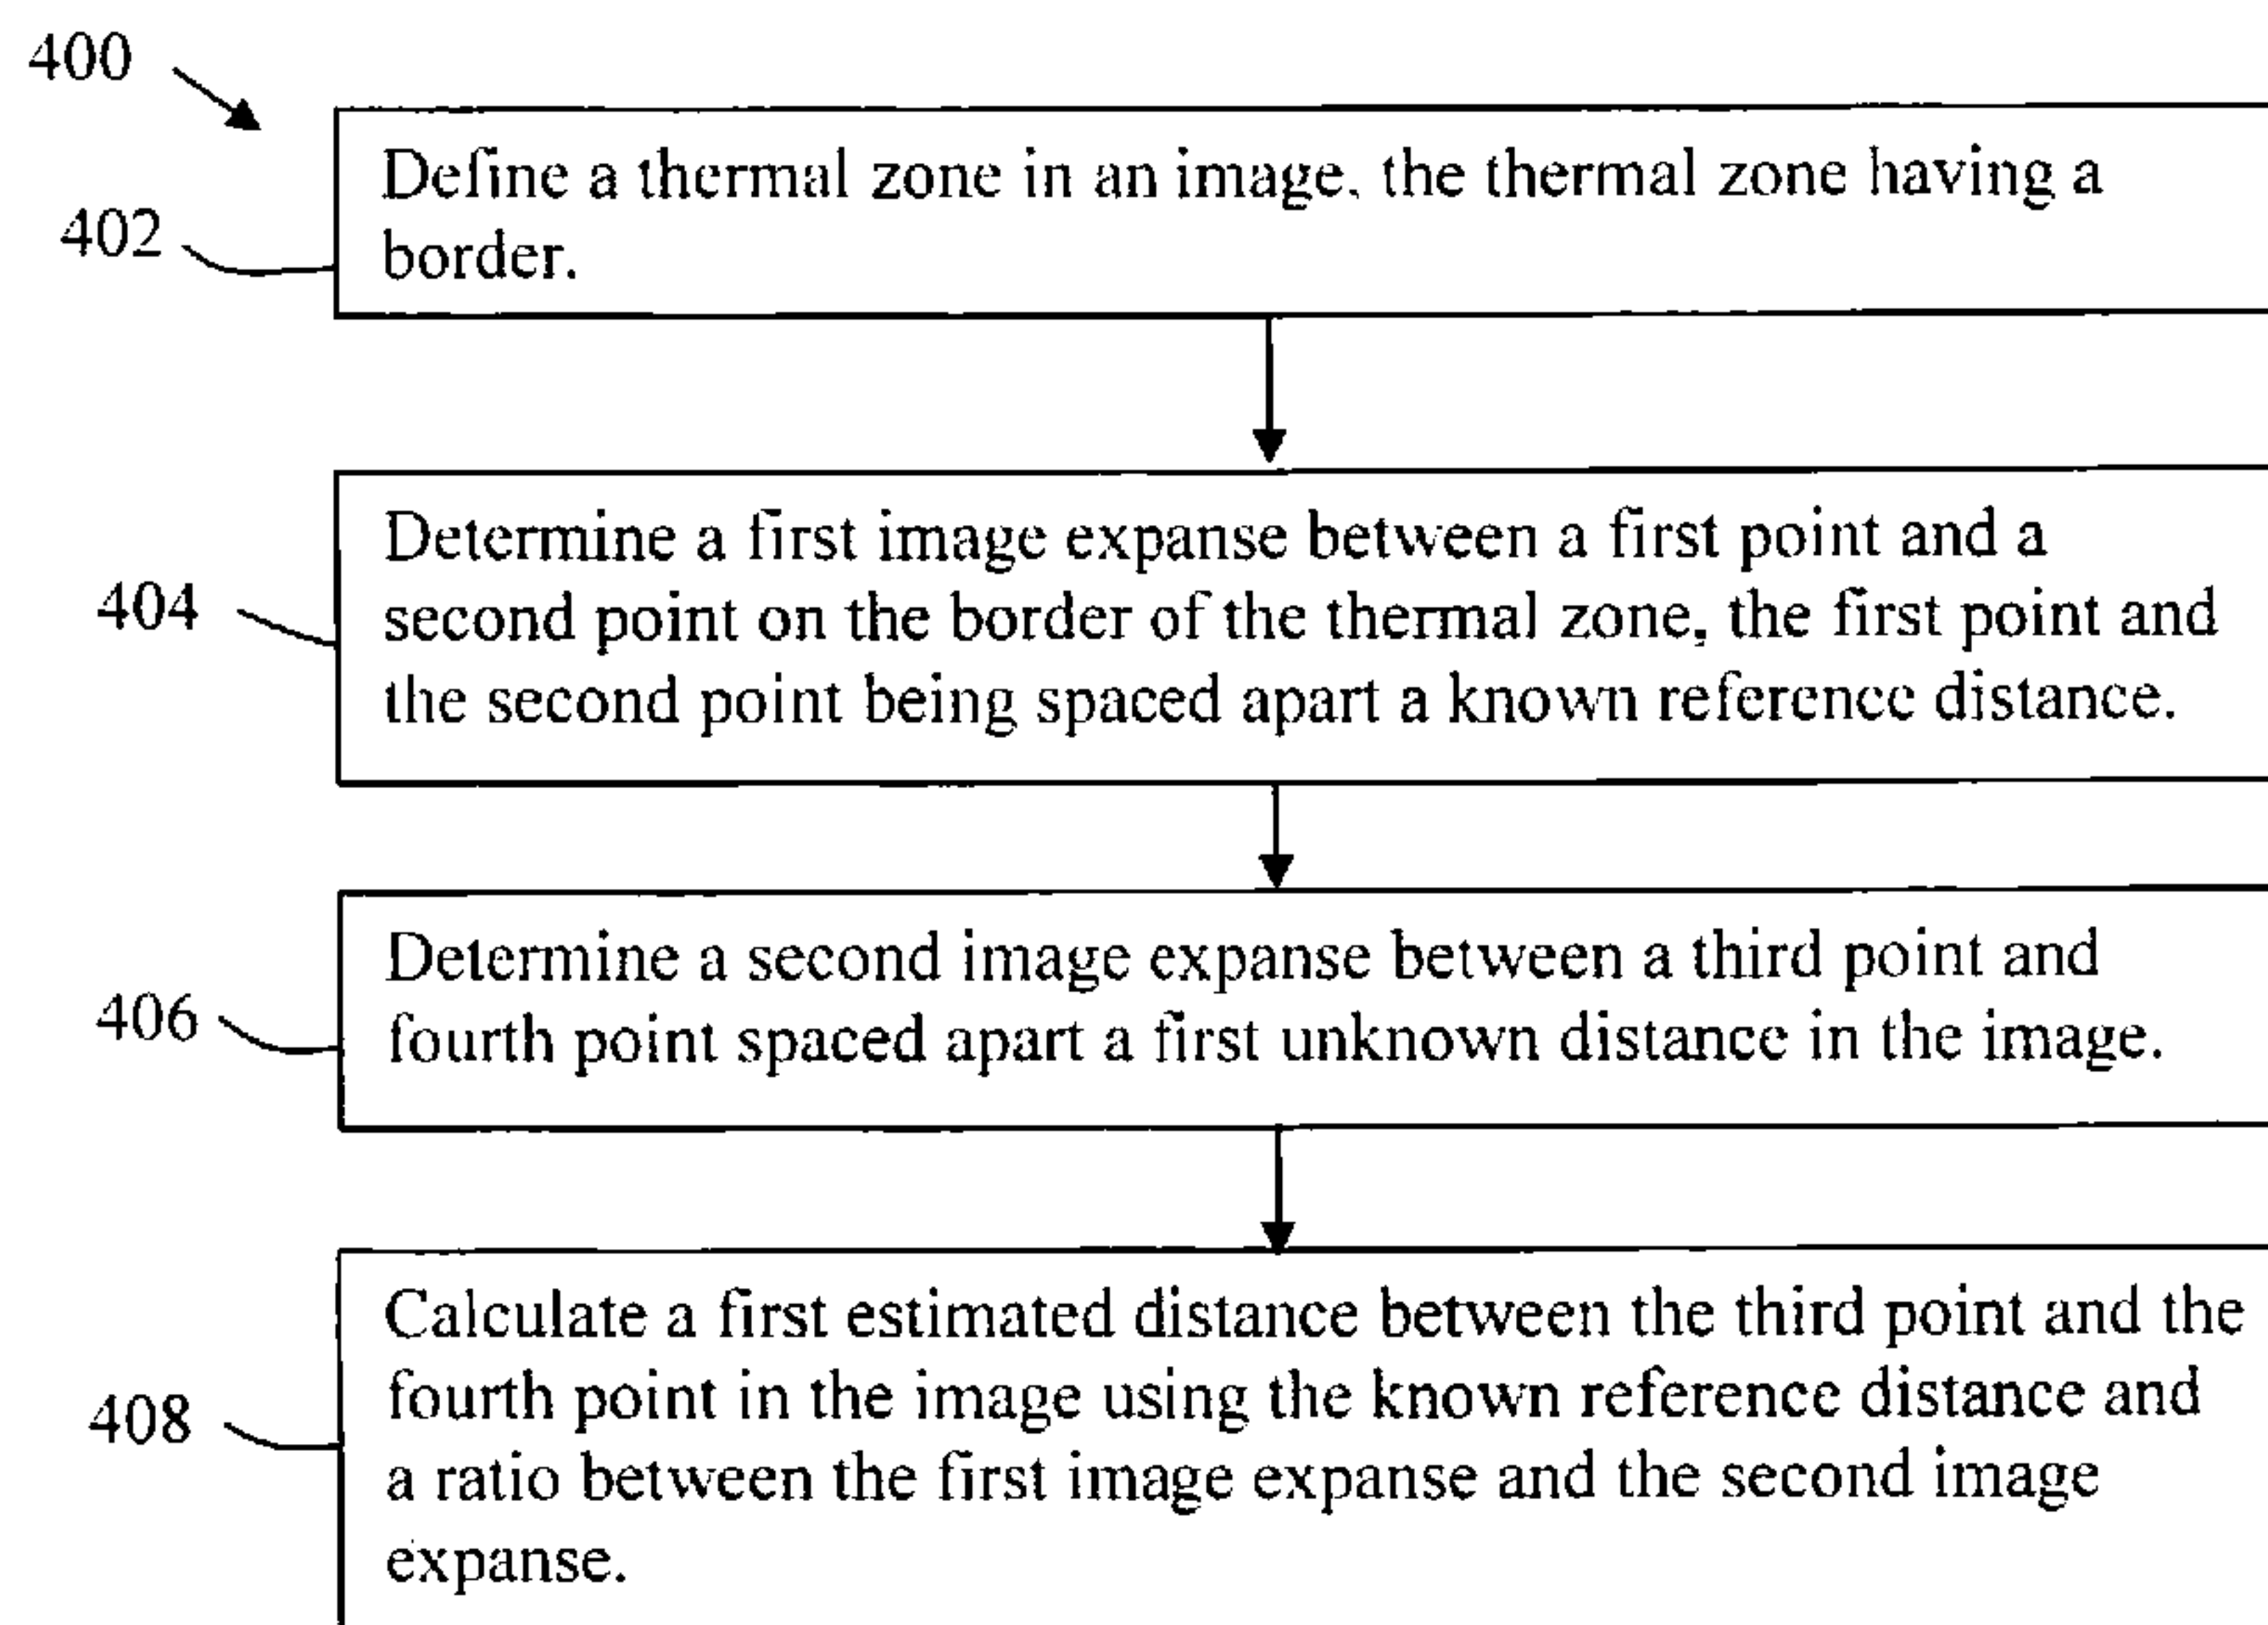 400
402
Define a thermal zone in an image, the thermal zone having a
border.
404
Determine a first image expanse between a first point and a
second point on the border of the thermal zone, the first point and
the second point being spaced apart a known reference distance.
406
Determine a second image expanse between a third point and
fourth point spaced apart a first unknown distance in the image.
408
Calculate a first estimated distance between the third point and the
fourth point in the image using the known reference distance and
a ratio between the first image expanse and the second image
expanse.